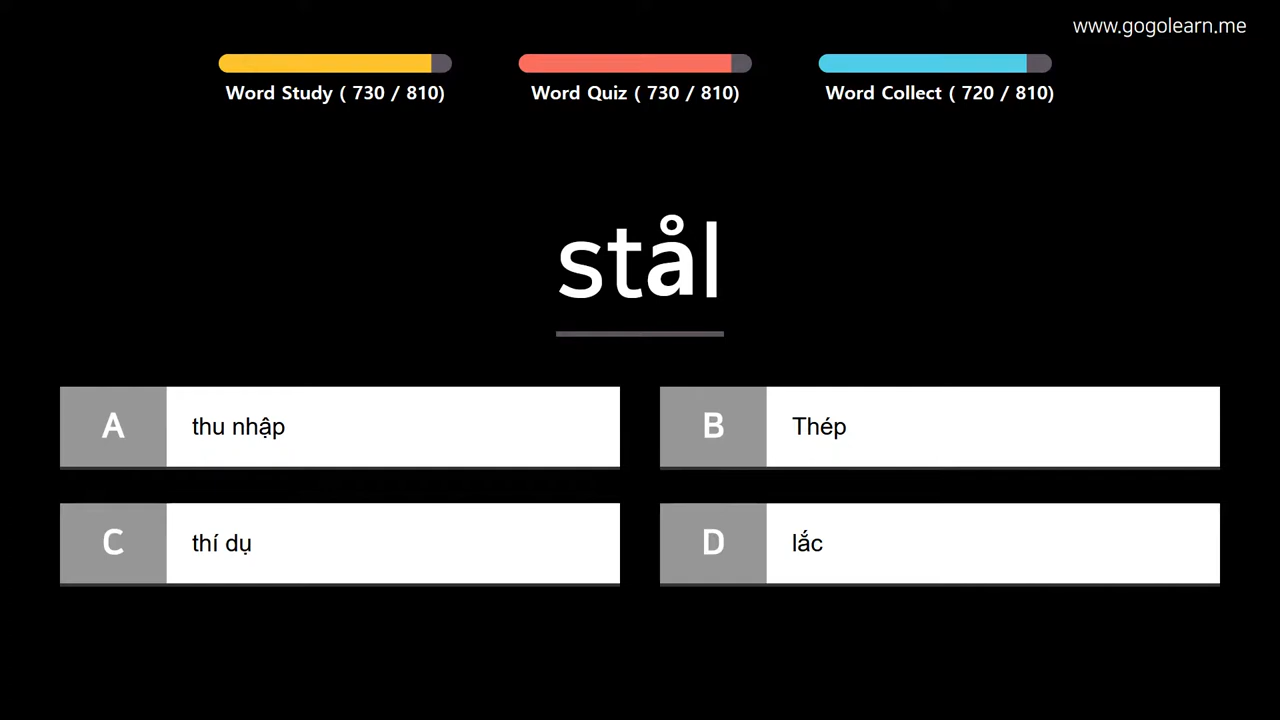 www.gogolearn.me
Word Study ( 730 / 810)
Word Quiz ( 730 / 810)
Word Collect ( 720 / 810)
stål
A
thu nhập
B
Thép
C
thí dụ
D
lắc